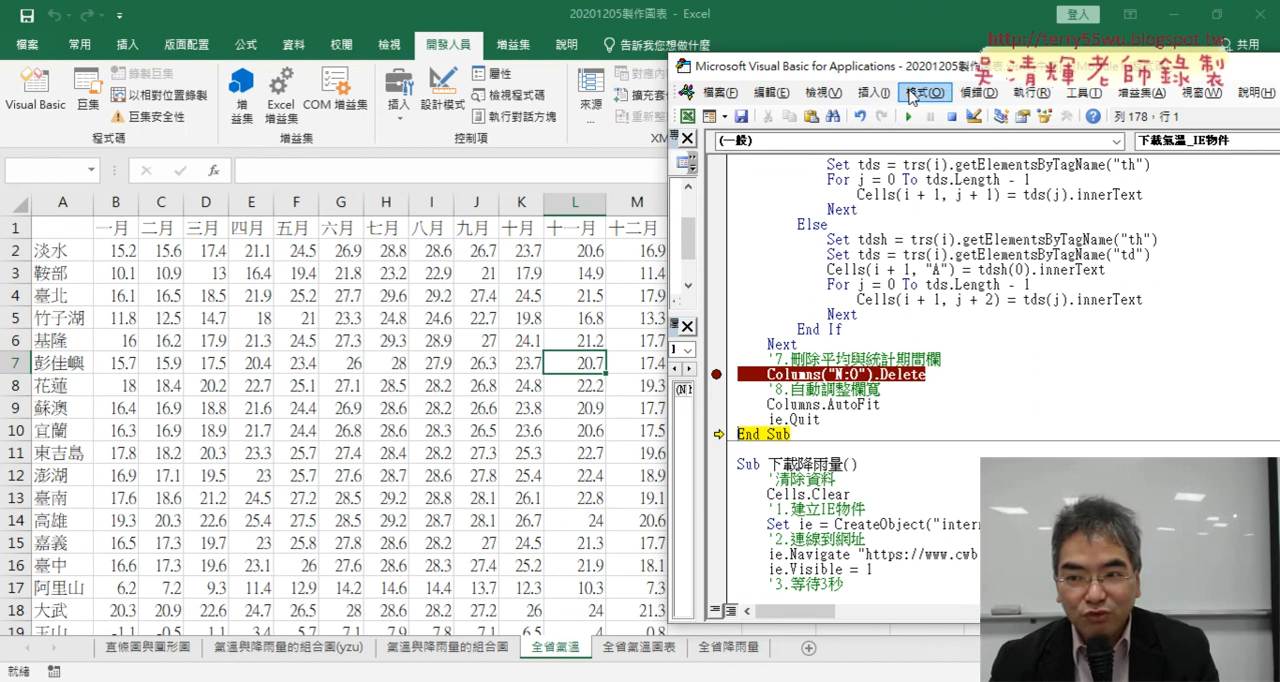 20201205製作圖表 - Excel
登入
檔案 常用 插入 版面配置 公式 資料 校閱 檢視 開發人員 增益集 說明 告訴我您想做什麼 共用
http://terry55wu.blogspot.tw
吳清輝老師錄製
Visual Basic 巨集 錄製巨集 以相對位置錄製 巨集安全性
程式碼
增益集 Excel 增益集 COM 增益集
增益集
插入 設計模式 屬性 檢視程式碼 執行對話方塊
控制項
來源
Microsoft Visual Basic for Applications - 20201205製
檔案(F) 編輯(E) 檢視(V) 插入(I) 格式(O) 偵錯(D) 執行(R) 工具(T) 增益集(A) 視窗(W) 說明(H)
列 178，行 1
(一般) 下載氣溫_IE物件
A B C D E F G H I J K L M
1 一月 二月 三月 四月 五月 六月 七月 八月 九月 十月 十一月 十二月
2 淡水 15.2 15.6 17.4 21.1 24.5 26.9 28.8 28.6 26.7 23.7 20.6 16.9
3 鞍部 10.1 10.9 13 16.4 19.4 21.8 23.2 22.9 21 17.9 14.9 11.4
4 臺北 16.1 16.5 18.5 21.9 25.2 27.7 29.6 29.2 27.4 24.5 21.5 17.9
5 竹子湖 11.8 12.5 14.7 18 21 23.3 24.8 24.6 22.7 19.8 16.8 13.3
6 基隆 16 16.2 17.9 21.3 24.5 27.3 29.3 28.9 27 24.1 21.2 17.7
7 彭佳嶼 15.7 15.9 17.5 20.4 23.4 26 28 27.9 26.3 23.7 20.7 17.4
8 花蓮 18 18.4 20.2 22.7 25.1 27.1 28.5 28.2 26.8 24.8 22.2 19.3
9 蘇澳 16.4 16.9 18.8 21.6 24.4 26.9 28.6 28.2 26.6 23.8 20.9 17.7
10 宜蘭 16.3 16.9 18.9 21.7 24.4 26.8 28.6 28.3 26.5 23.6 20.6 17.5
11 東吉島 17.8 18.2 20.3 23.3 25.7 27.4 28.4 28.2 27.3 25.3 22.7 19.6
12 澎湖 16.9 17.1 19.5 23 25.7 27.6 28.7 28.6 27.5 25.4 22.4 18.9
13 臺南 17.6 18.6 21.2 24.5 27.2 28.5 29.2 28.8 28.1 26.1 22.8 19.1
14 高雄 19.3 20.3 22.6 25.4 27.5 28.5 29.2 28.7 28.1 26.7 24 20.6
15 嘉義 16.5 17.3 19.7 23 25.8 27.8 28.6 28.2 27 24.5 21.3 17.7
16 臺中 16.6 17.3 19.6 23.1 26 27.6 28.6 28.3 27.4 25.2 21.9 18.1
17 阿里山 6.2 7.2 9.3 11.4 12.9 14.2 14.6 14.4 13.7 12.3 10.3 7.3
18 大武 20.3 20.9 22.6 24.7 26.5 28 28.6 28.2 27.2 26 24 21.3
19 玉山 -1.1 -0.5 1.1 3.4 5.7 7.1 7.9 7.8 7.1 6.5 4 0.8
Set tds = trs(i).getElementsByTagName("th")
For j = 0 To tds.Length - 1
Cells(i + 1, j + 1) = tds(j).innerText
Next
Else
Set tdsh = trs(i).getElementsByTagName("th")
Set tds = trs(i).getElementsByTagName("td")
Cells(i + 1, "A") = tdsh(0).innerText
For j = 0 To tds.Length - 1
Cells(i + 1, j + 2) = tds(j).innerText
Next
End If
Next
'7.刪除平均與統計期間欄
Columns("N:O").Delete
'8.自動調整欄寬
Columns.AutoFit
ie.Quit
End Sub
Sub 下載降雨量()
'清除資料
Cells.Clear
'1.建立IE物件
Set ie = CreateObject("inter
'2.連線到網址
ie.Navigate "https://www.cwb
ie.Visible = 1
'3.等待3秒
直條圖與圓形圖 氣溫與降雨量的組合圖(yzu) 氣溫與降雨量的組合圖 全省氣溫 全省氣溫圖表 全省降雨量
就緒